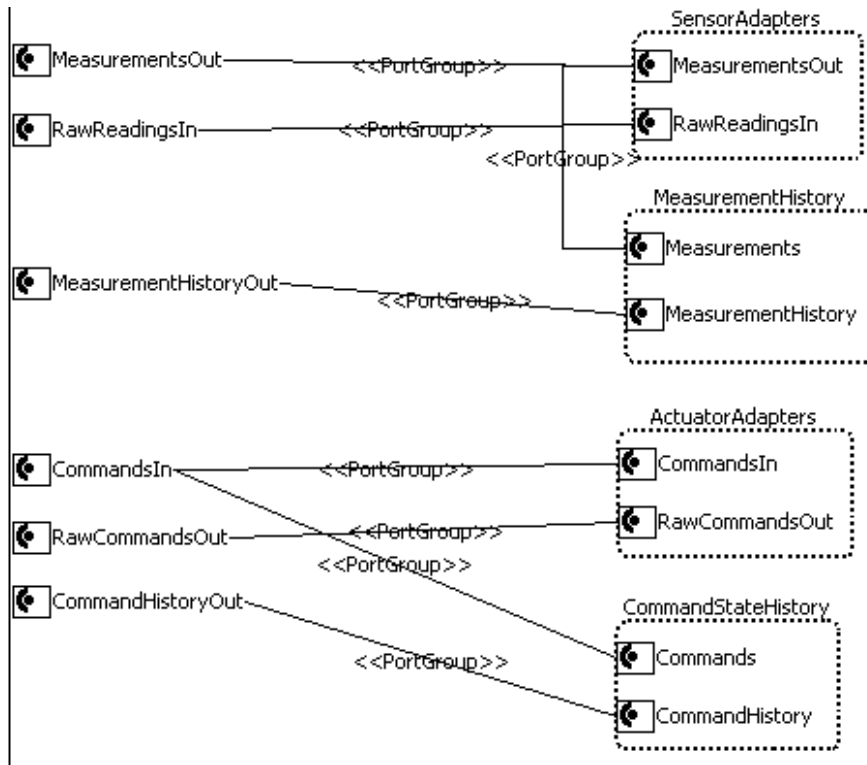 SensorAdapters
MeasurementsOut
<<PortGroup>>
MeasurementsOut
RawReadingsIn
<<PortGroup>>
RawReadingsIn
<<PortGroup>>
MeasurementHistory
Measurements
MeasurementHistoryOut
<<PortGroup>>
MeasurementHistory
ActuatorAdapters
CommandsIn
<<PortGroup>>
CommandsIn
RawCommandsOut
<<PortGroup>>
RawCommandsOut
<<PortGroup>>
CommandHistoryOut
CommandStateHistory
<<PortGroup>>
Commands
CommandHistory